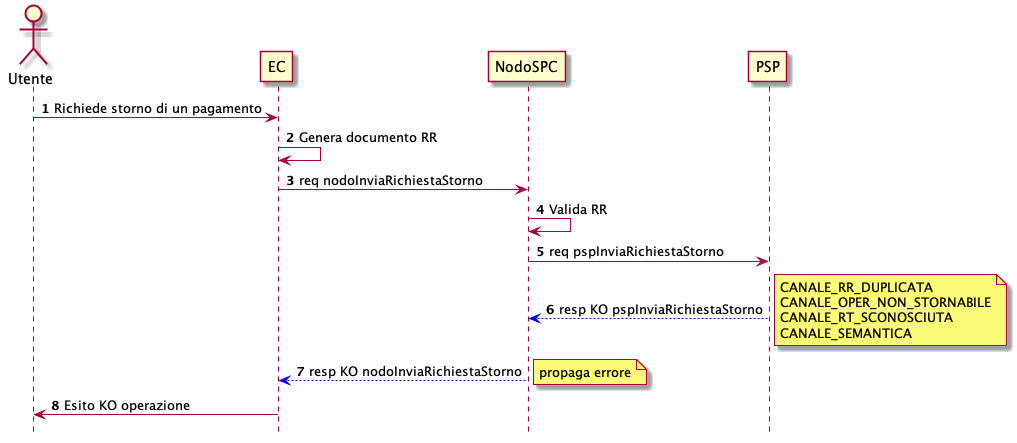 Utente
EC
NodoSPC
PSP
1 Richiede storno di un pagamento
2 Genera documento RR
3 req nodoInviaRichiestaStorno
4 Valida RR
5 req pspInviaRichiestaStorno
CANALE_RR_DUPLICATA
CANALE_OPER_NON_STORNABILE
CANALE_RT_SCONOSCIUTA
CANALE_SEMANTICA
6 resp KO pspInviaRichiestaStorno
7 resp KO nodoInviaRichiestaStorno
propaga errore
8 Esito KO operazione